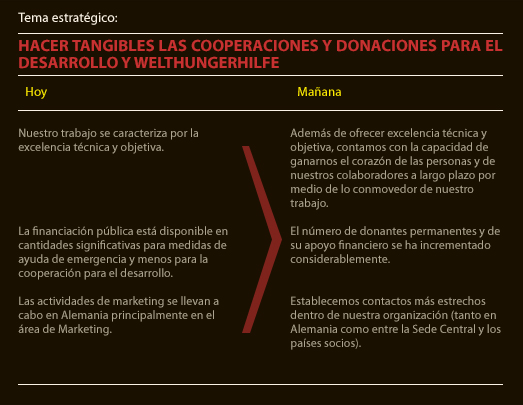 Tema estratégico:
HACER TANGIBLES LAS COOPERACIONES Y DONACIONES PARA EL
DESARROLLO Y WELTHUNGERHILFE
Hoy
Mañana
Nuestro trabajo se caracteriza por la
excelencia técnica y objetiva.
Además de ofrecer excelencia técnica y
objetiva, contamos con la capacidad de
ganarnos el corazón de las personas y de
nuestros colaboradores a largo plazo por
medio de lo conmovedor de nuestro
trabajo.
La financiación pública está disponible en
cantidades significativas para medidas de
ayuda de emergencia y menos para la
cooperación para el desarrollo.
El número de donantes permanentes y de
su apoyo financiero se ha incrementado
considerablemente.
Las actividades de marketing se llevan a
cabo en Alemania principalmente en el
área de Marketing.
Establecemos contactos más estrechos
dentro de nuestra organización (tanto en
Alemania como entre la Sede Central y los
países socios).